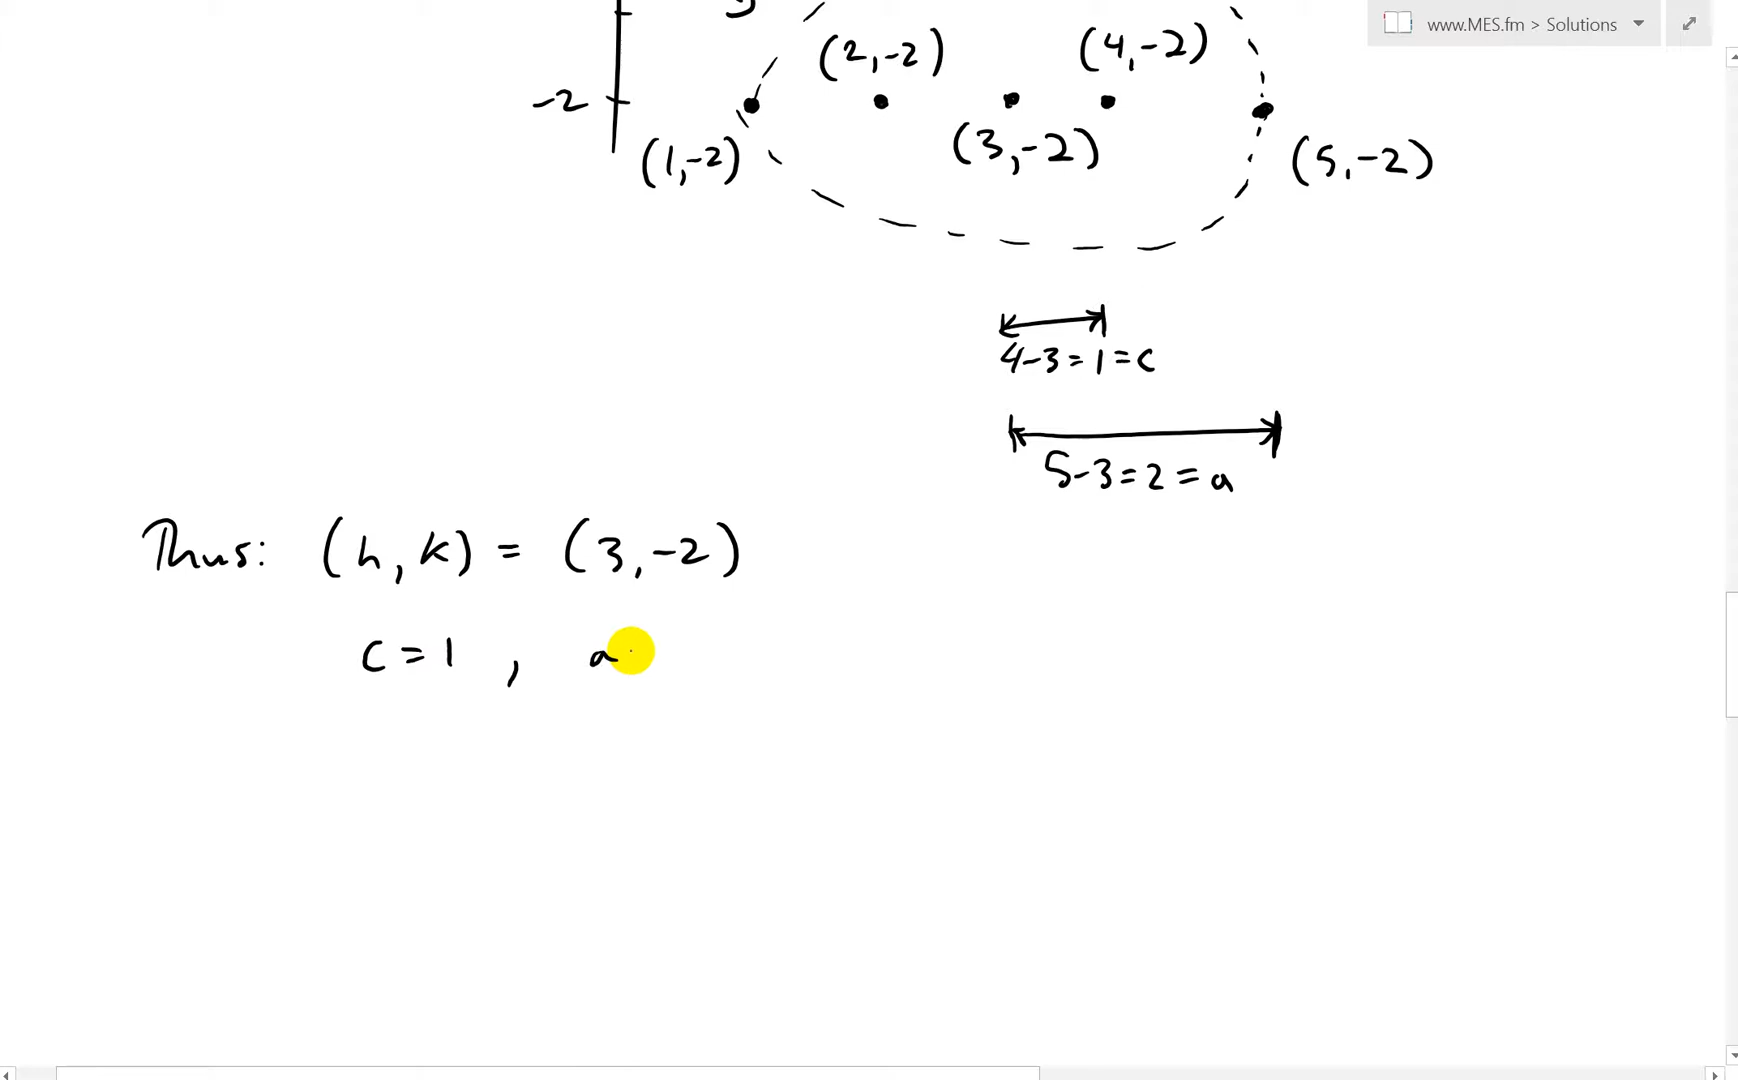 www.MES.fm > Solutions
(2,-2) (4,-2)
-2
(1,-2) (3,-2) (5,-2)
4-3=1=c
5-3=2=a
Thus: (h,k) = (3,-2)
c=1 , a